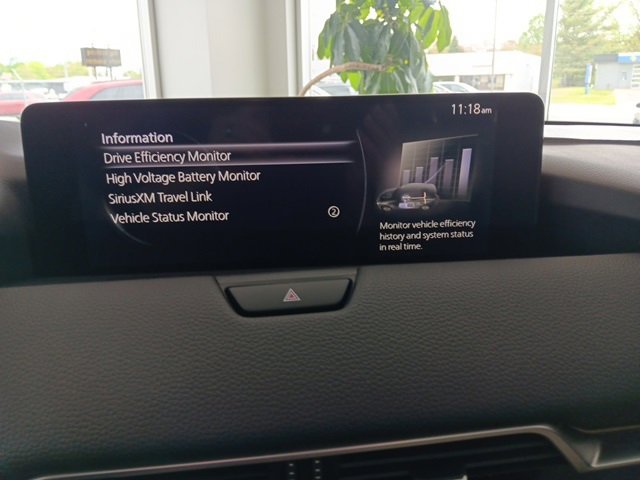 11:18am
Information
Drive Efficiency Monitor
High Voltage Battery Monitor
SiriusXM Travel Link
Vehicle Status Monitor
2
Monitor vehicle efficiency
history and system status
in real time.